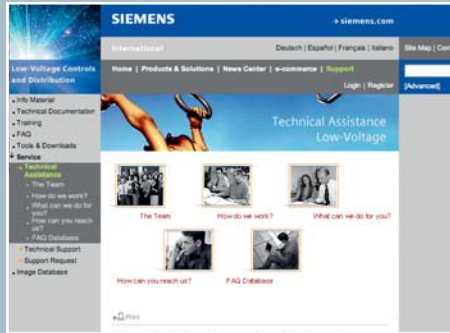 SIEMENS
→ siemens.com
International
Deutsch | Español | Français | Italiano
Site Map | Con
Low-Voltage Controls
and Distribution
Home | Products & Solutions | News Center | e-commerce | Support
Login | Register
[Advanced]
Info Material
Technical Documentation
Training
FAQ
Tools & Downloads
Service
Technical
Assistance
The Team
How do we work?
What can we do for
you?
How can you reach
us?
FAQ Database
Technical Support
Support Request
Image Database
Technical Assistance
Low-Voltage
The Team
How do we work?
What can we do for you?
How can you reach us?
FAQ Database
Print